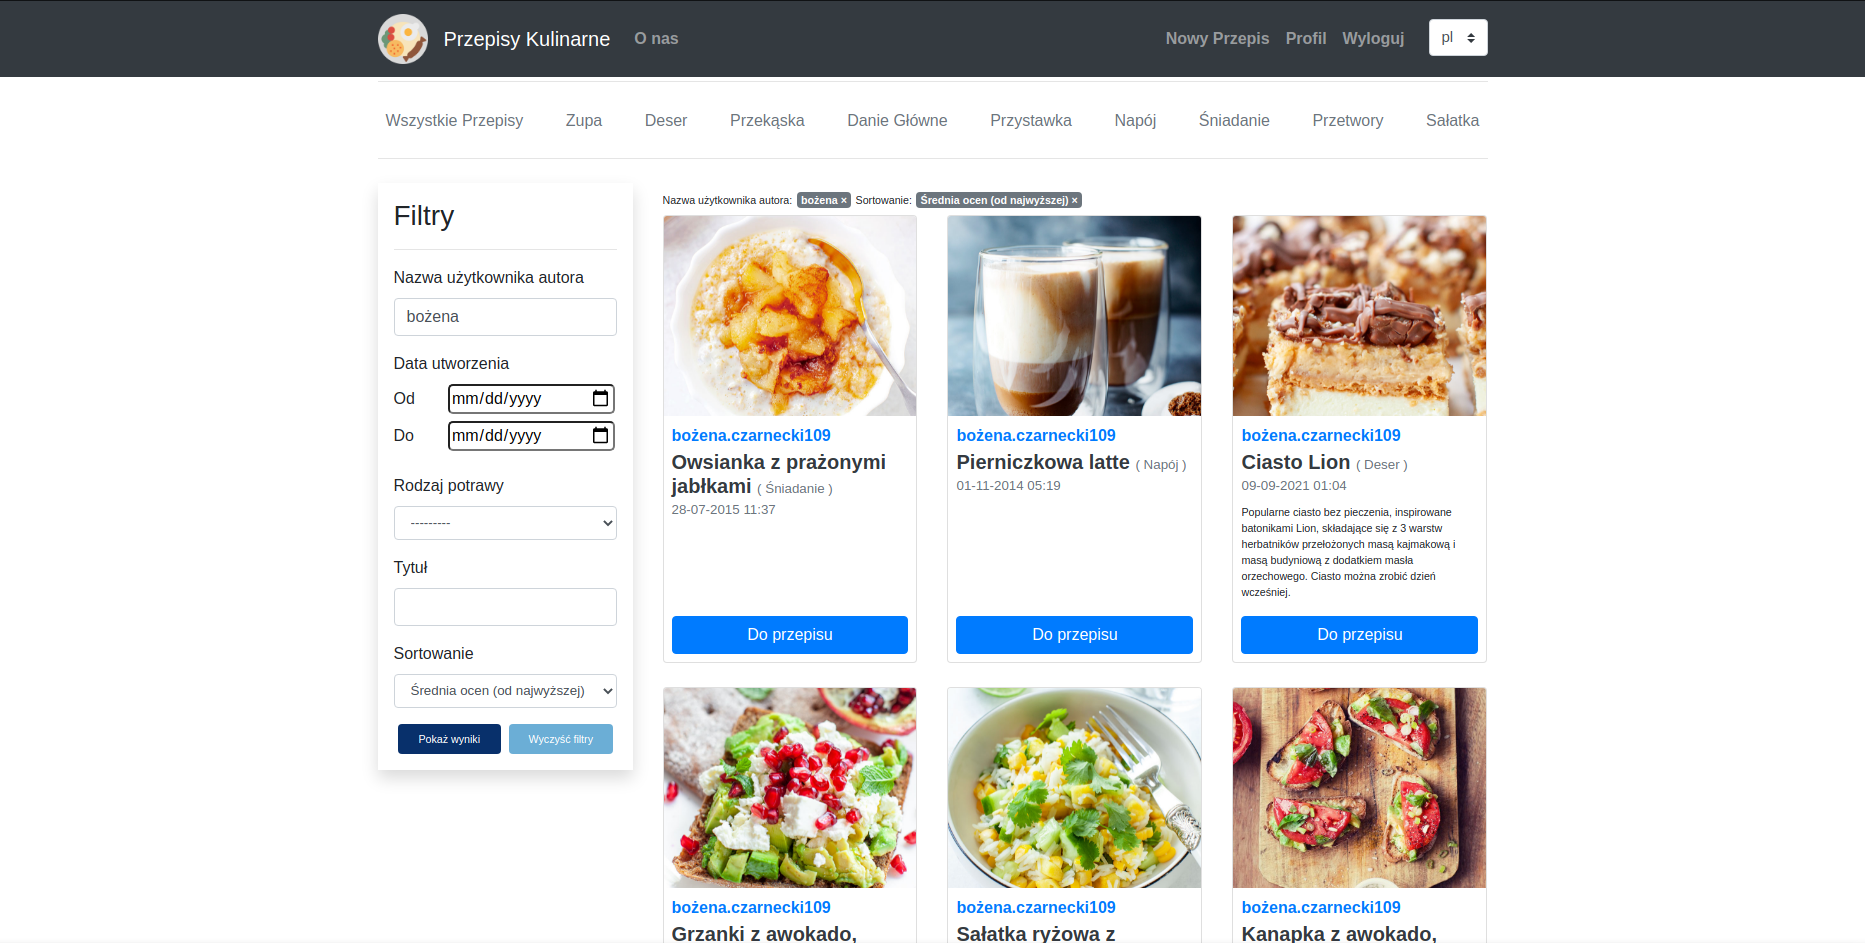 Przepisy Kulinarne O nas Nowy Przepis Profil Wyloguj pl
Wszystkie Przepisy Zupa Deser Przekąska Danie Główne Przystawka Napój Śniadanie Przetwory Sałatka
Filtry
Nazwa użytkownika autora
bożena
Data utworzenia
Od mm/dd/yyyy
Do mm/dd/yyyy
Rodzaj potrawy
---------
Tytuł
Sortowanie
Średnia ocen (od najwyższej)
Pokaż wyniki Wyczyść filtry
Nazwa użytkownika autora: bożena × Sortowanie: Średnia ocen (od najwyższej) ×
bożena.czarnecki109
Owsianka z prażonymi
jabłkami ( Śniadanie )
28-07-2015 11:37
Do przepisu
bożena.czarnecki109
Pierniczkowa latte ( Napój )
01-11-2014 05:19
Do przepisu
bożena.czarnecki109
Ciasto Lion ( Deser )
09-09-2021 01:04
Popularne ciasto bez pieczenia, inspirowane
batonikami Lion, składające się z 3 warstw
herbatników przełożonych masą kajmakową i
masą budyniową z dodatkiem masła
orzechowego. Ciasto można zrobić dzień
wcześniej.
Do przepisu
bożena.czarnecki109
Grzanki z awokado,
bożena.czarnecki109
Sałatka ryżowa z
bożena.czarnecki109
Kanapka z awokado,